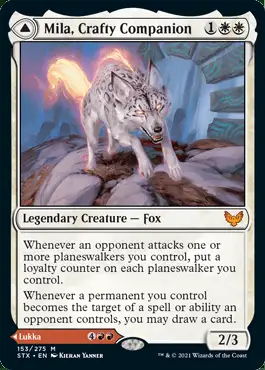 Mila, Crafty Companion 1
Legendary Creature — Fox
Whenever an opponent attacks one or
more planeswalkers you control, put a
loyalty counter on each planeswalker you
control.
Whenever a permanent you control
becomes the target of a spell or ability an
opponent controls, you may draw a card.
Lukka 4
2/3
153/275 M
STX • EN KIERAN YANNER
™ & © 2021 Wizards of the Coast